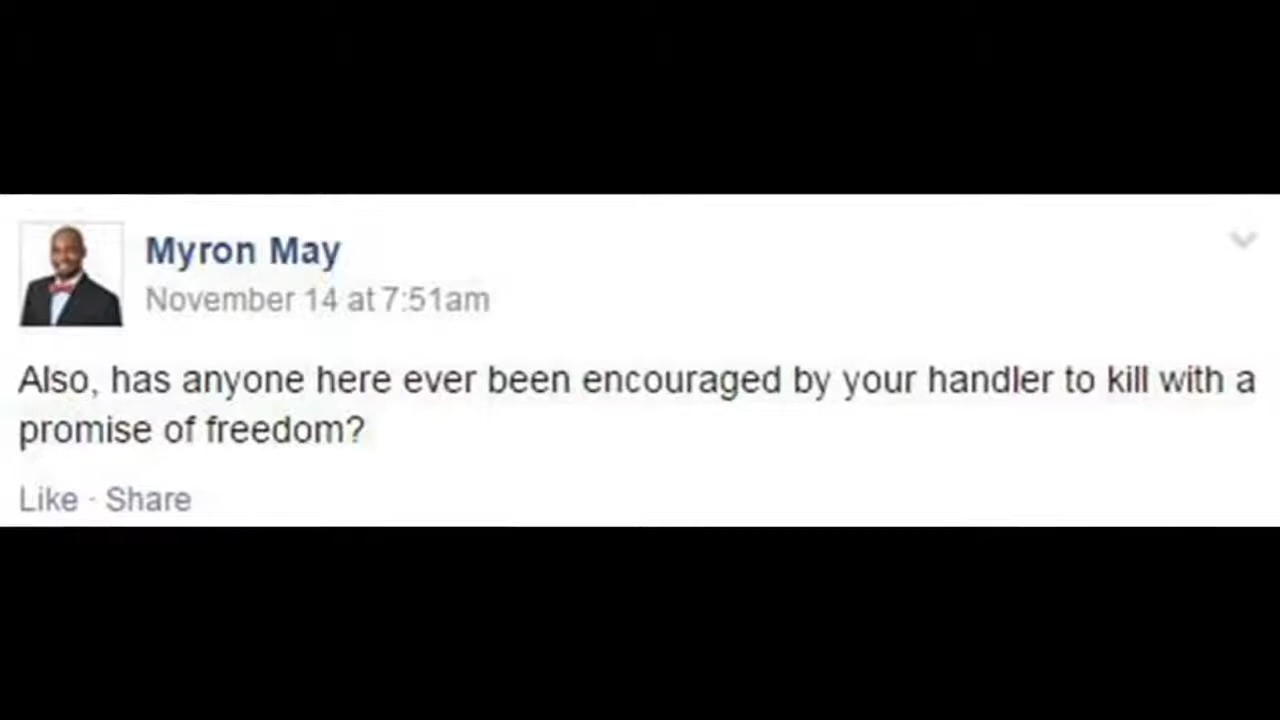 Myron May
November 14 at 7:51am
Also, has anyone here ever been encouraged by your handler to kill with a
promise of freedom?
Like · Share